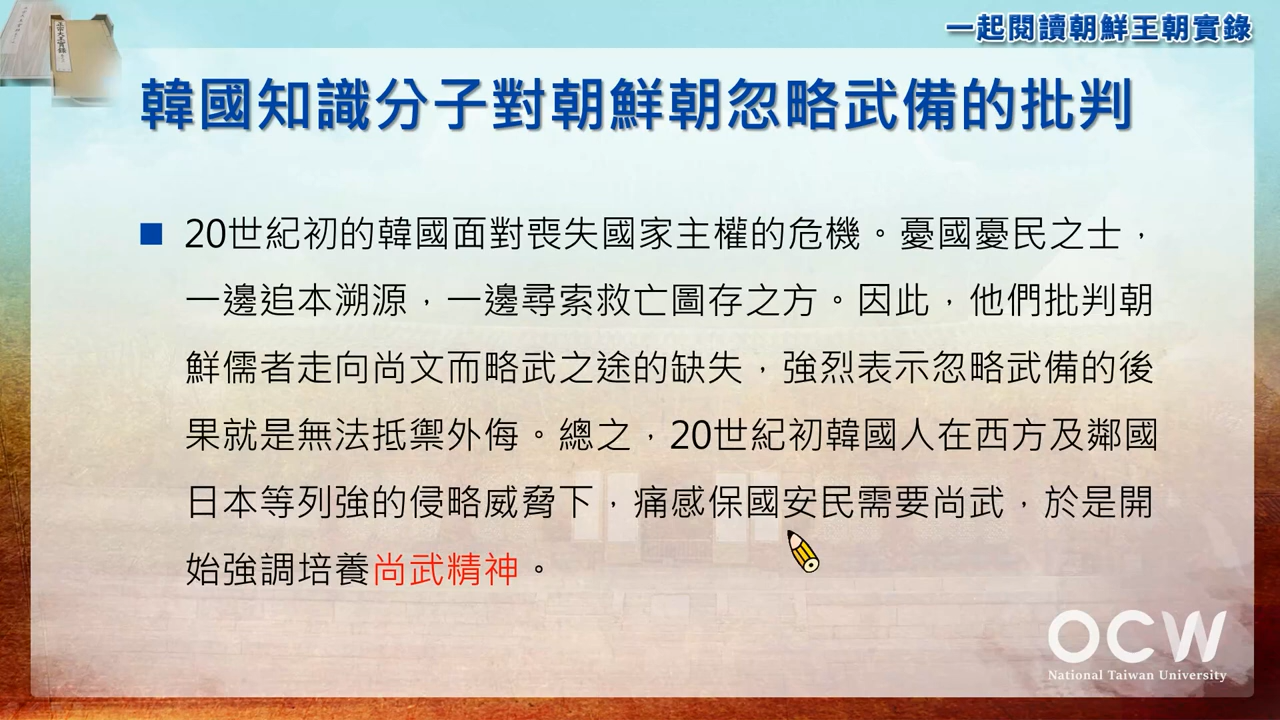 一起閱讀朝鮮王朝實錄
韓國知識分子對朝鮮朝忽略武備的批判
20世紀初的韓國面對喪失國家主權的危機。憂國憂民之士，
一邊追本溯源，一邊尋索救亡圖存之方。因此，他們批判朝
鮮儒者走向尚文而略武之途的缺失，強烈表示忽略武備的後
果就是無法抵禦外侮。總之，20世紀初韓國人在西方及鄰國
日本等列強的侵略威脅下，痛感保國安民需要尚武，於是開
始強調培養尚武精神。
OCW
National Taiwan University